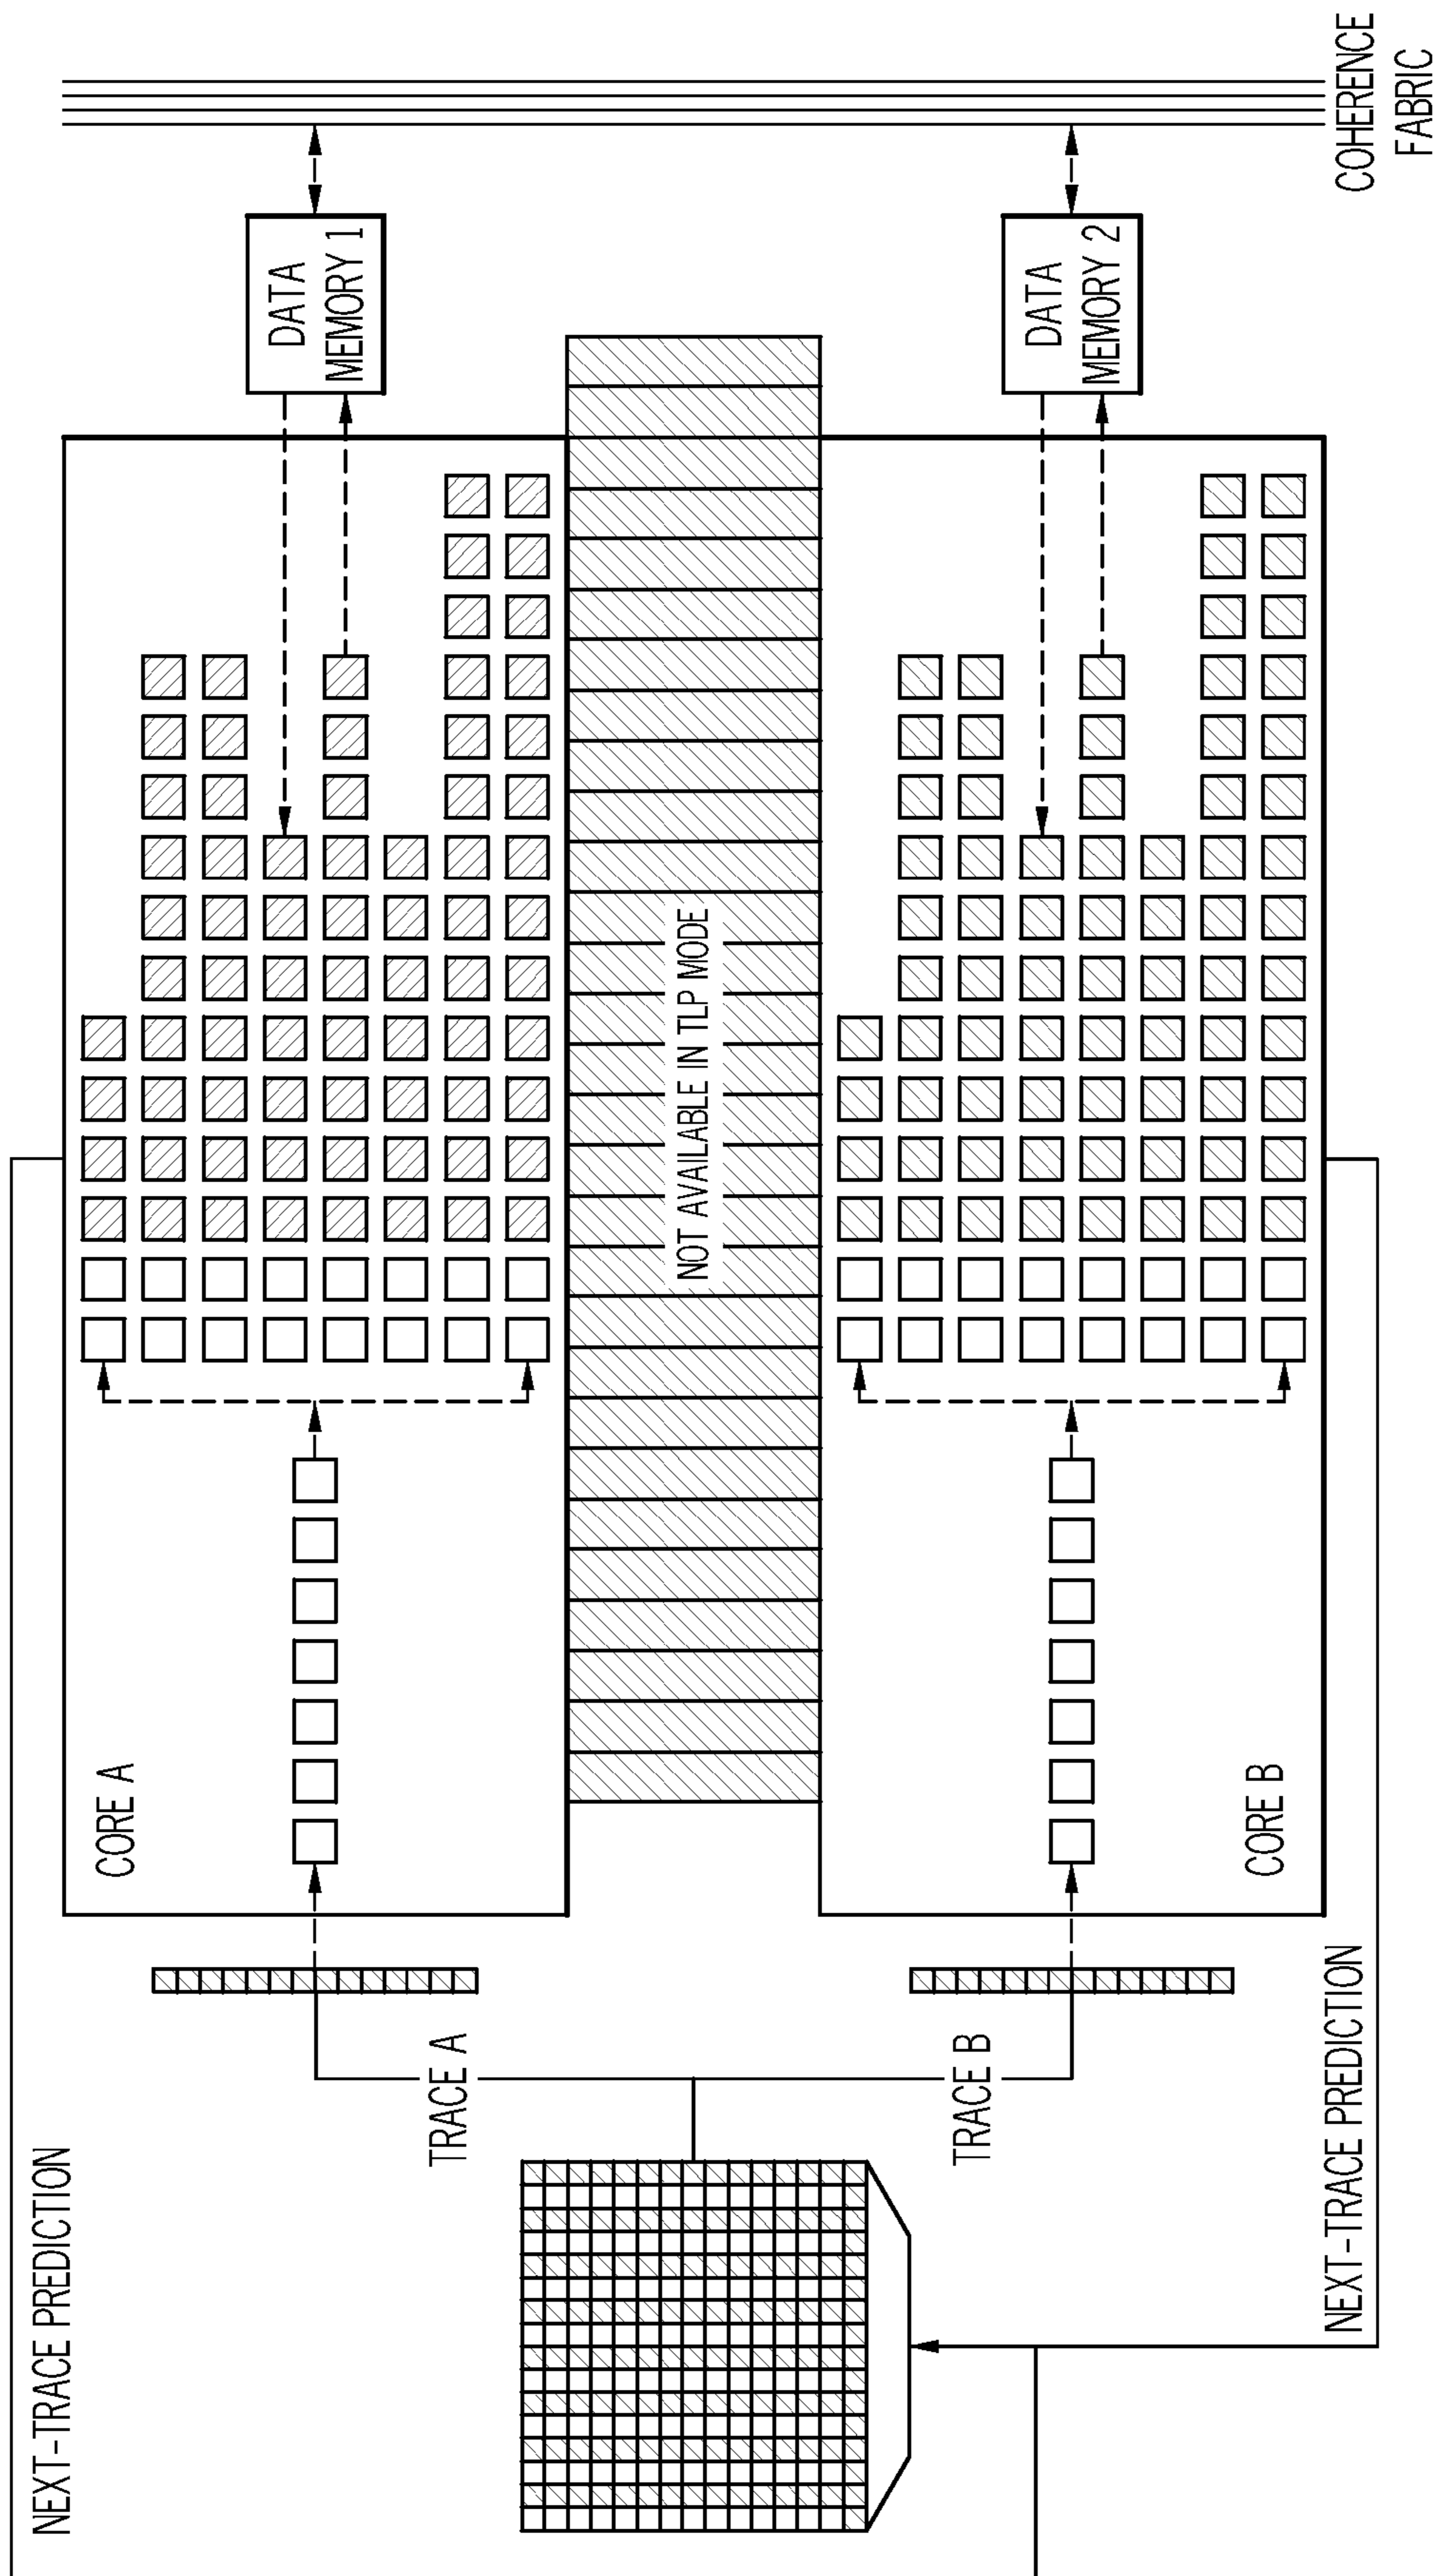 NEXT-TRACE PREDICTION
TRACE A
TRACE B
NEXT-TRACE PREDICTION
CORE A
CORE B
NOT AVAILABLE IN TLP MODE
DATA
MEMORY 1
DATA
MEMORY 2
COHERENCE
FABRIC